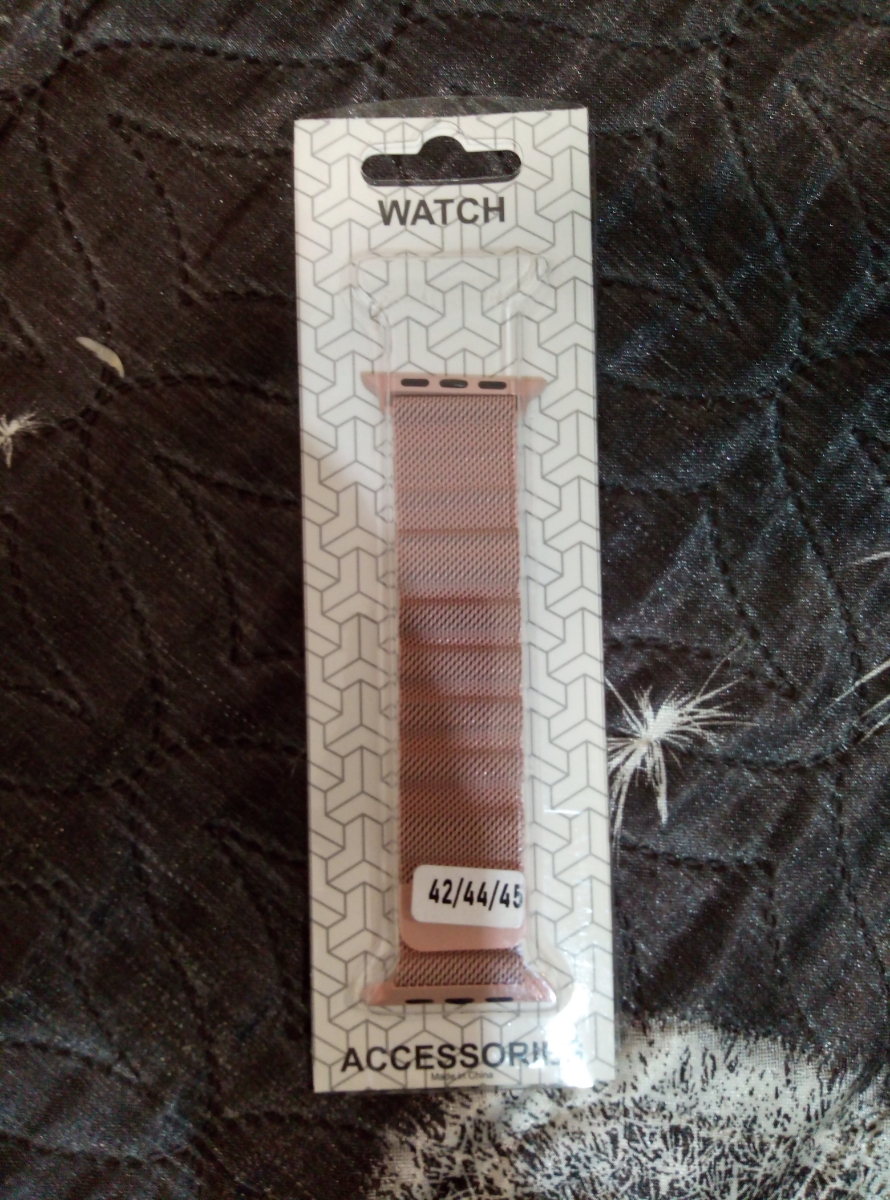 WATCH
42/44/45
ACCESSORIES
Made in China